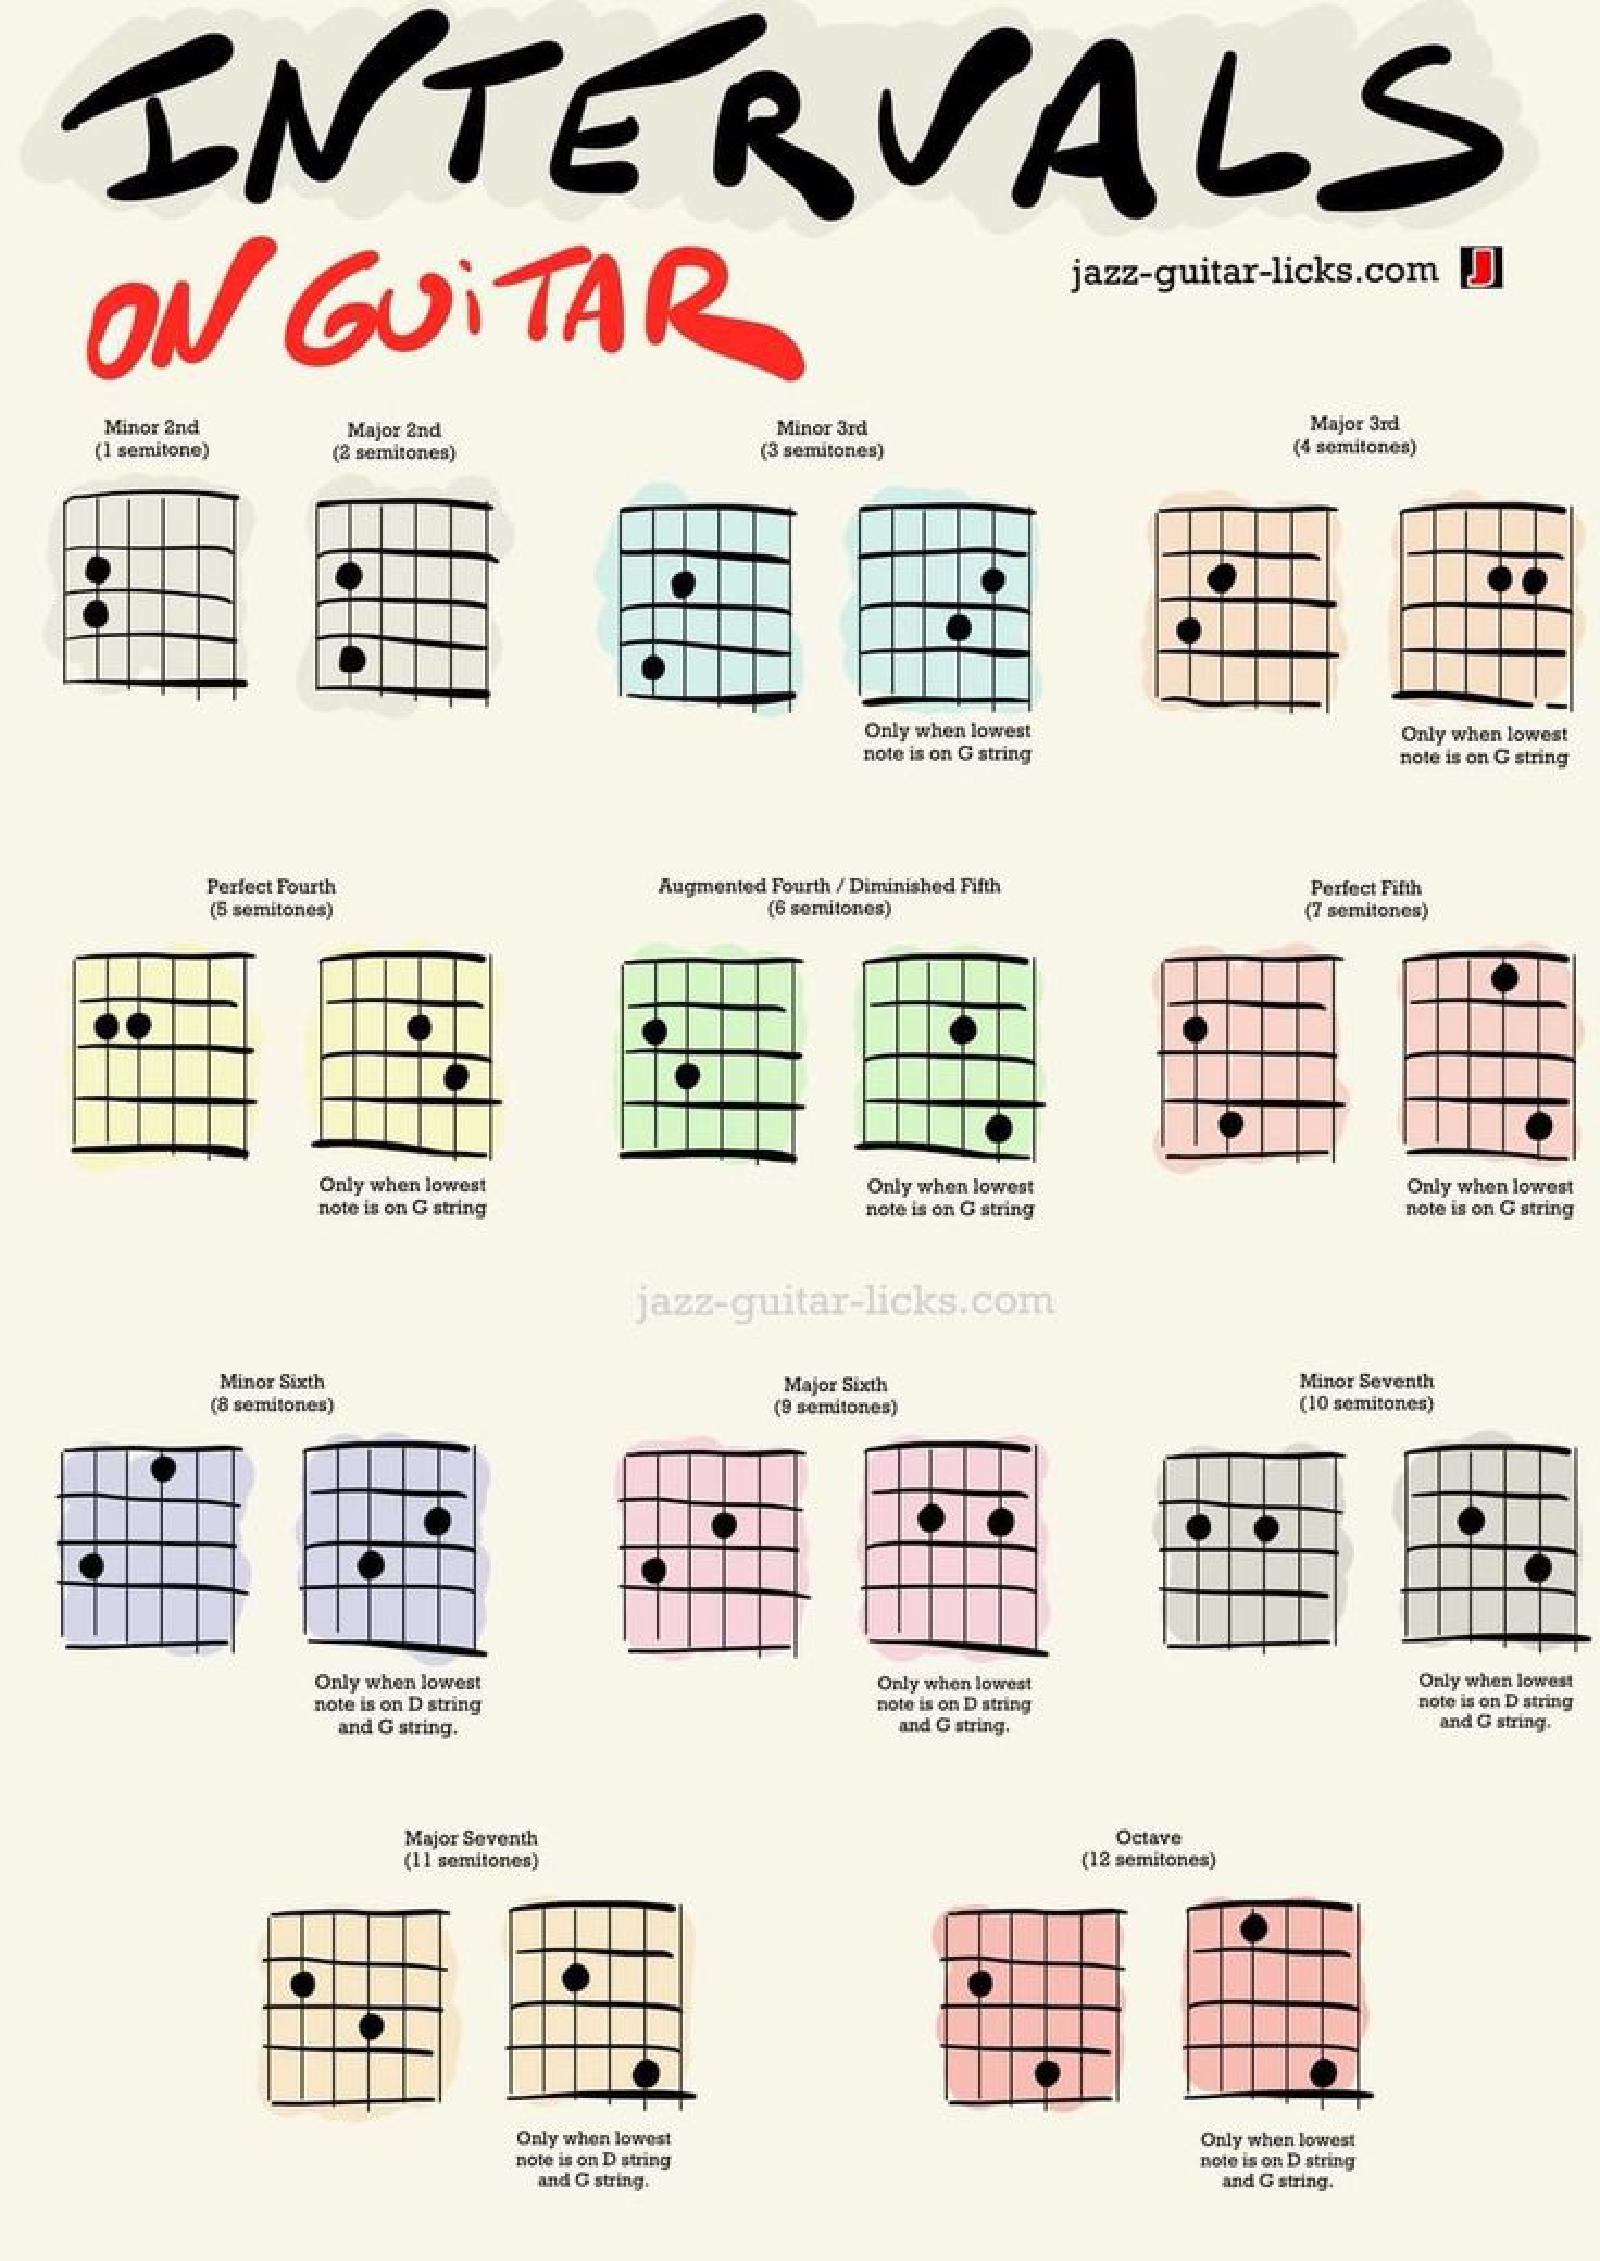 INTERVALS
ON GUiTAR
jazz-guitar-licks.com J
Minor 2nd
(1 semitone)
Major 2nd
(2 semitones)
Minor 3rd
(3 semitones)
Major 3rd
(4 semitones)
Only when lowest
note is on G string
Only when lowest
note is on G string
Perfect Fourth
(5 semitones)
Augmented Fourth / Diminished Fifth
(6 semitones)
Perfect Fifth
(7 semitones)
Only when lowest
note is on G string
Only when lowest
note is on G string
Only when lowest
note is on G string
jazz-guitar-licks.com
Minor Sixth
(8 semitones)
Major Sixth
(9 semitones)
Minor Seventh
(10 semitones)
Only when lowest
note is on D string
and G string.
Only when lowest
note is on D string
and G string.
Only when lowest
note is on D string
and G string.
Major Seventh
(11 semitones)
Octave
(12 semitones)
Only when lowest
note is on D string
and G string.
Only when lowest
note is on D string
and G string.